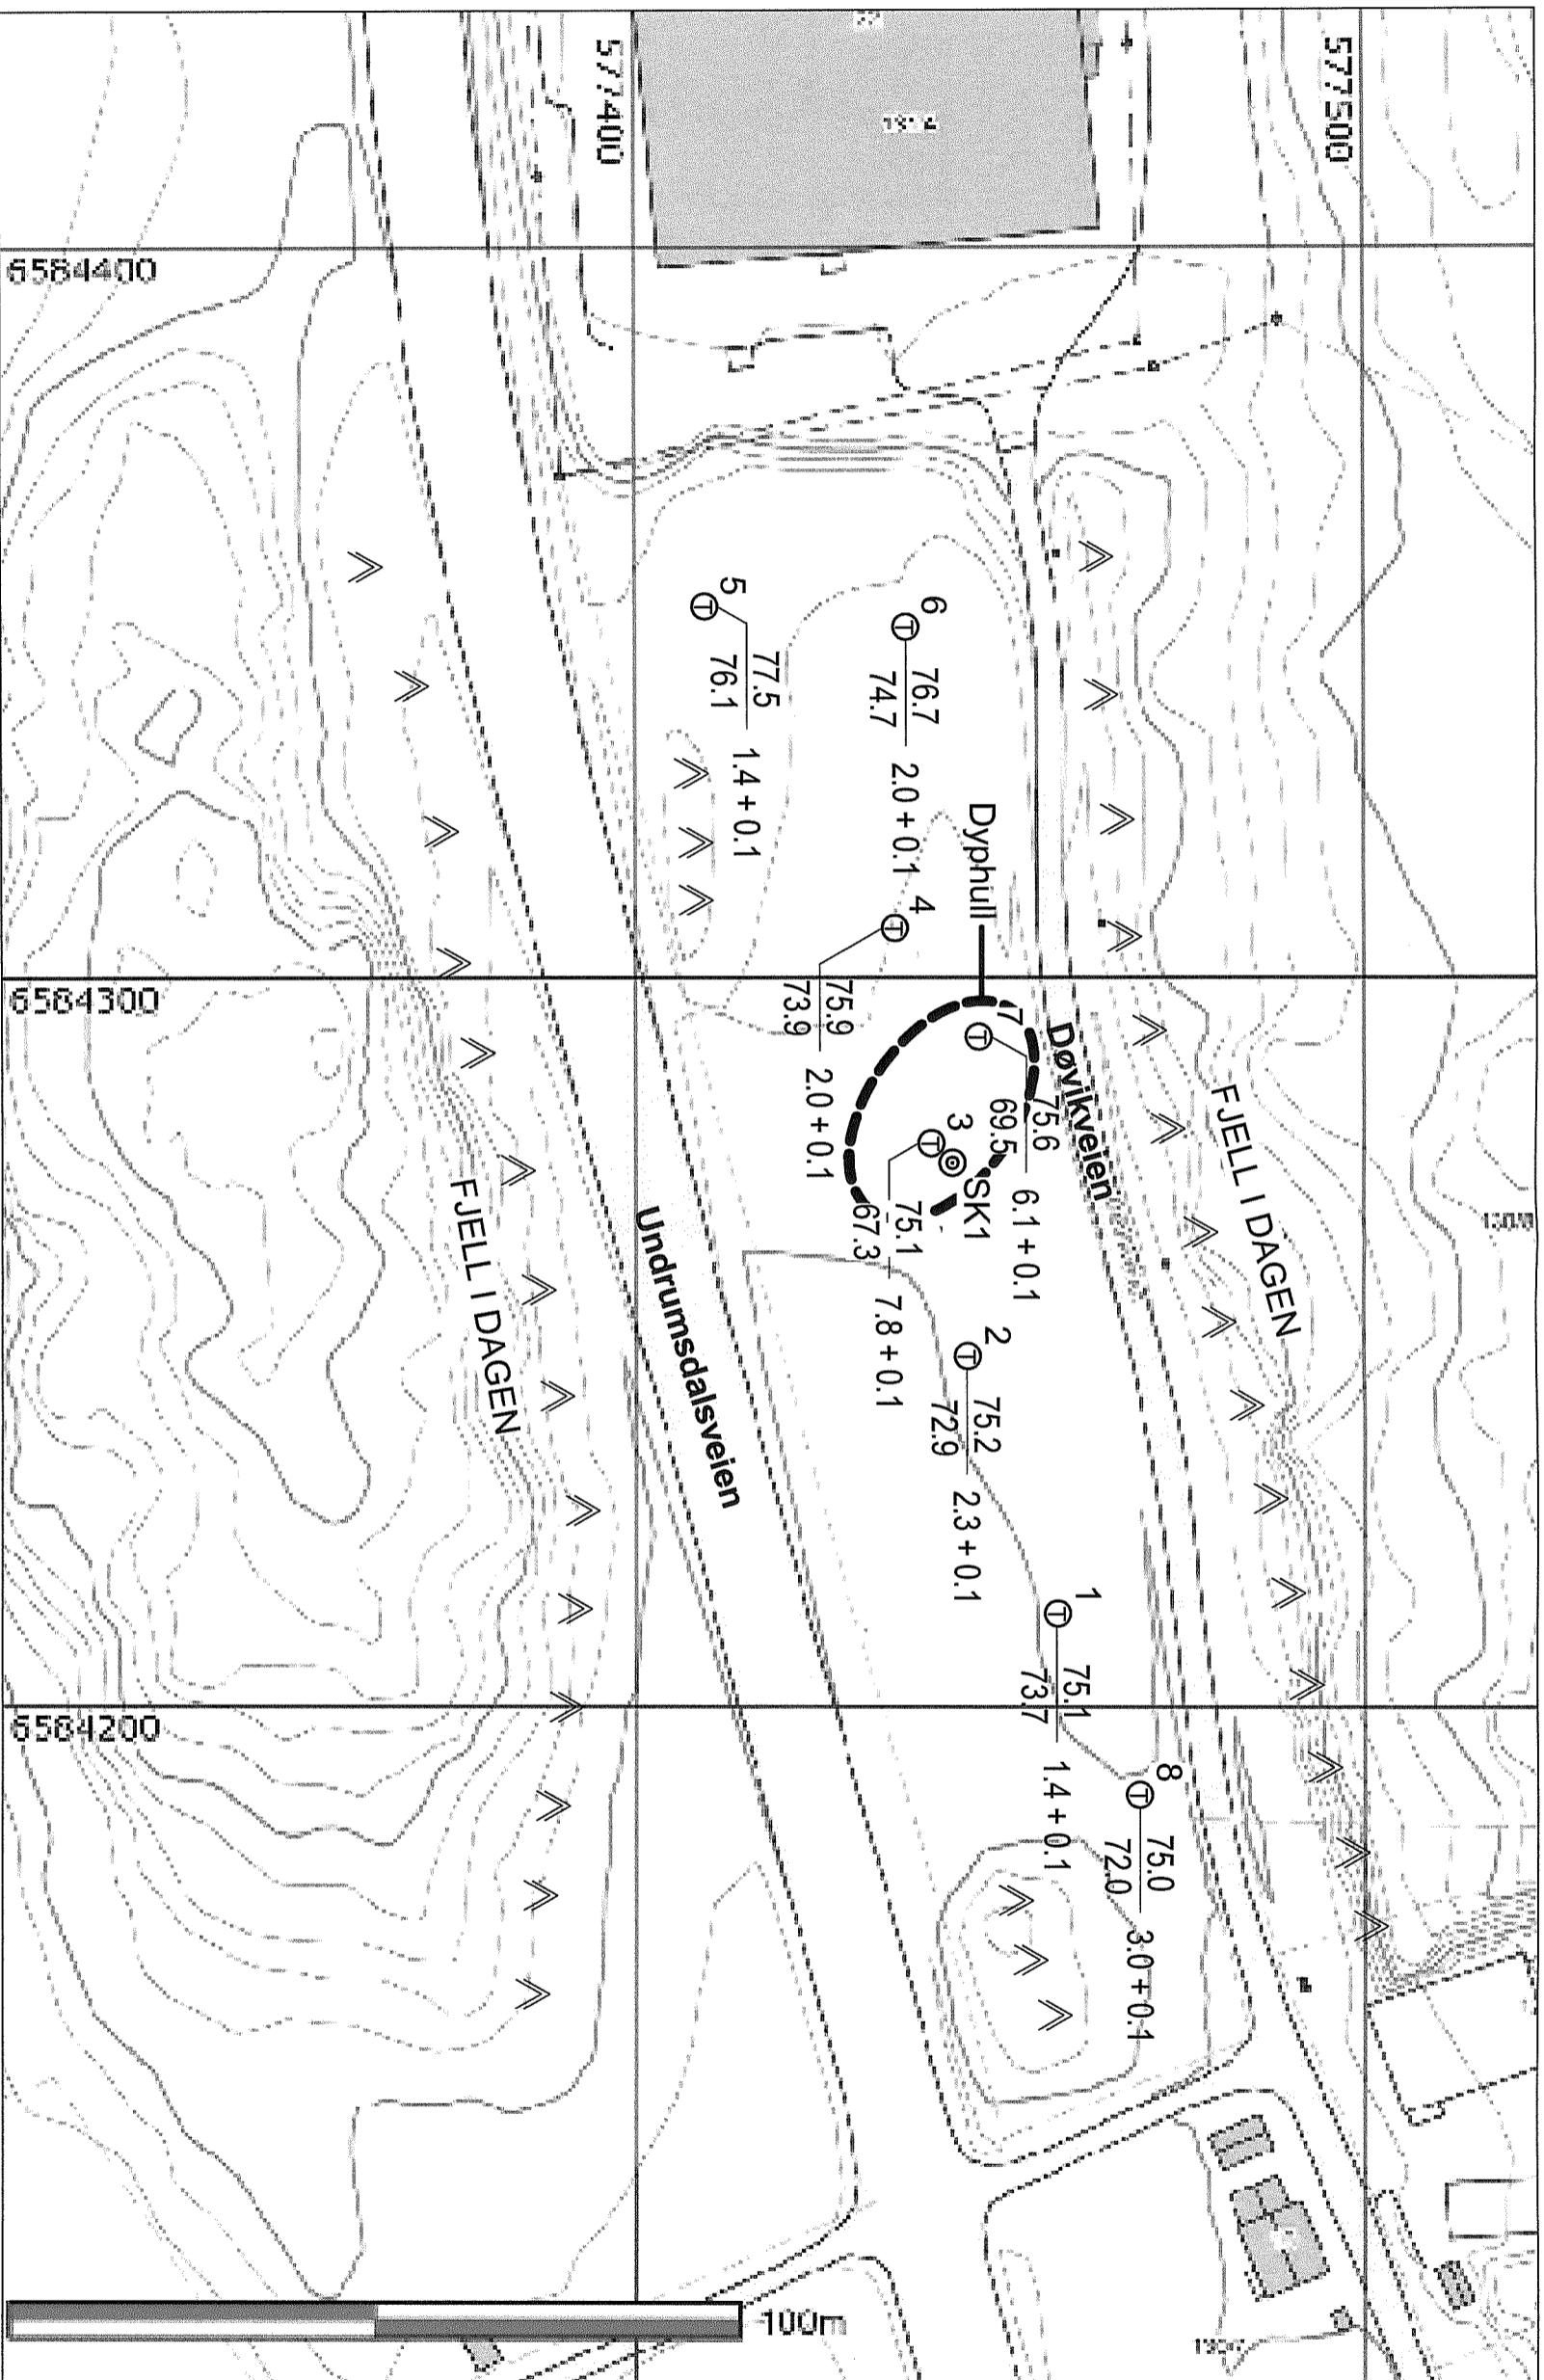 577400
577500
6584400
5
77.5
76.1
1.4 + 0.1
6
76.7
74.7
2.0 + 0.1
Dyphull
4
75.9
73.9
2.0 + 0.1
6584300
7
75.6
69.5
6.1 + 0.1
Døvikveien
FJELL I DAGEN
3
SK1
75.1
67.3
7.8 + 0.1
FJELL I DAGEN
Undrumsdalsveien
2
75.2
72.9
2.3 + 0.1
1
75.1
73.7
1.4 + 0.1
6584200
8
75.0
72.0
3.0 + 0.1
100m